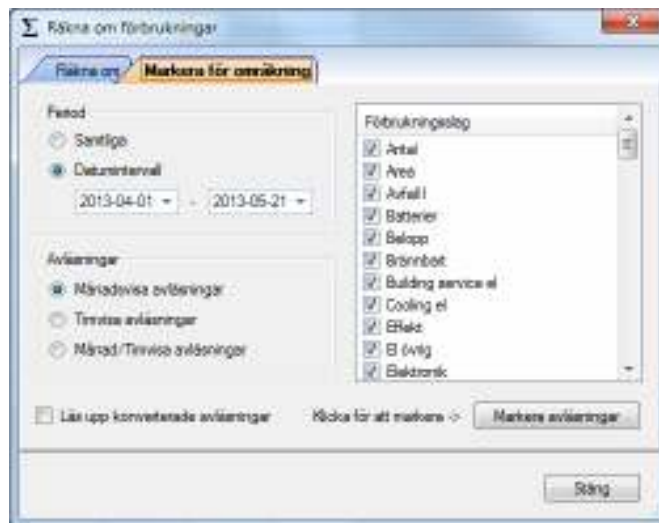 Σ Räkna om förbrukningar
Räkna om
Markera för omräkning
Period
Samtliga
Datumintervall
2013-04-01 - 2013-05-21
Avläsningar
Månadsvisa avläsningar
Timvisa avläsningar
Månad/Timvisa avläsningar
Förbrukningsslag
Antal
Area
Avfall I
Batterier
Belopp
Brännbart
Building service el
Cooling el
Effekt
El övrig
Elektronik
Lås upp konverterade avläsningar
Klicka för att markera ->
Markera avläsningar
Stäng